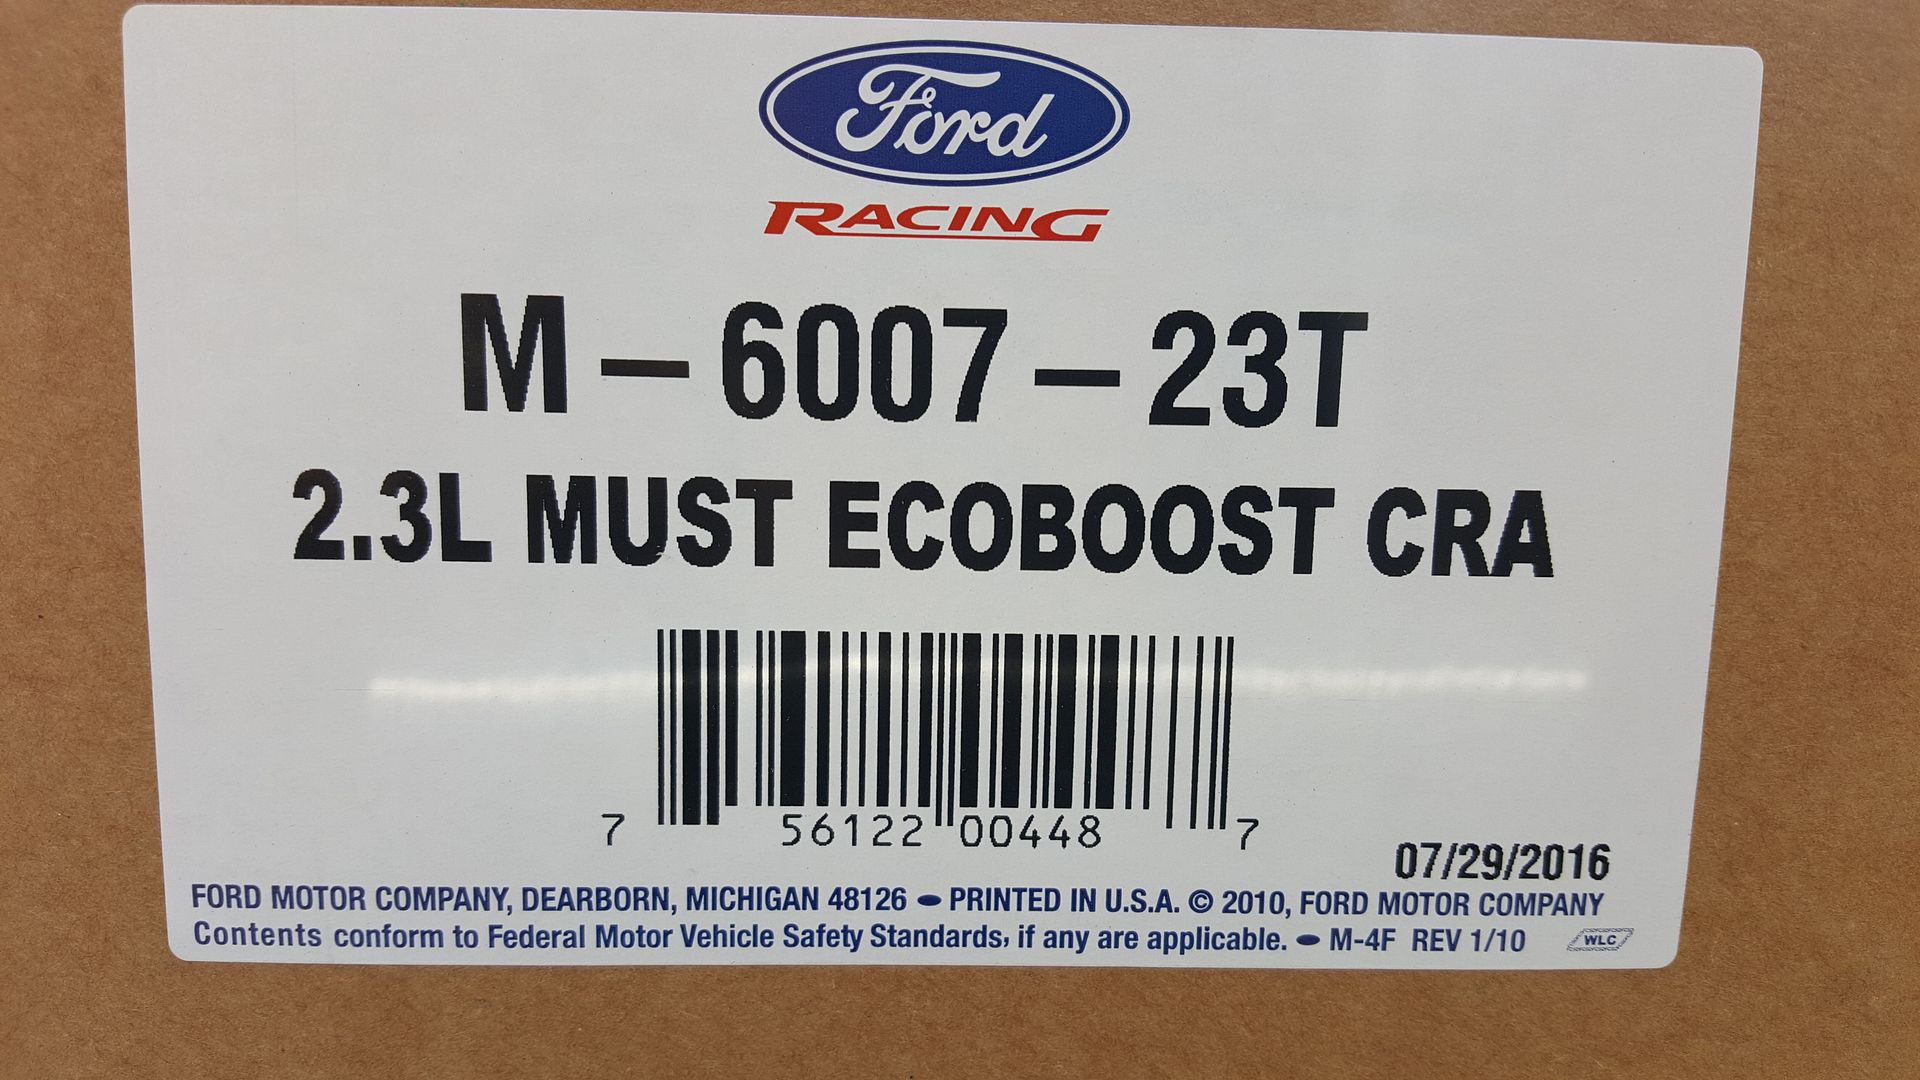 Ford
RACING
M-6007-23T
2.3L MUST ECOBOOST CRA
7 56122 00448 7
07/29/2016
FORD MOTOR COMPANY, DEARBORN, MICHIGAN 48126 • PRINTED IN U.S.A. © 2010, FORD MOTOR COMPANY
Contents conform to Federal Motor Vehicle Safety Standards, if any are applicable. • M-4F REV 1/10 WLC